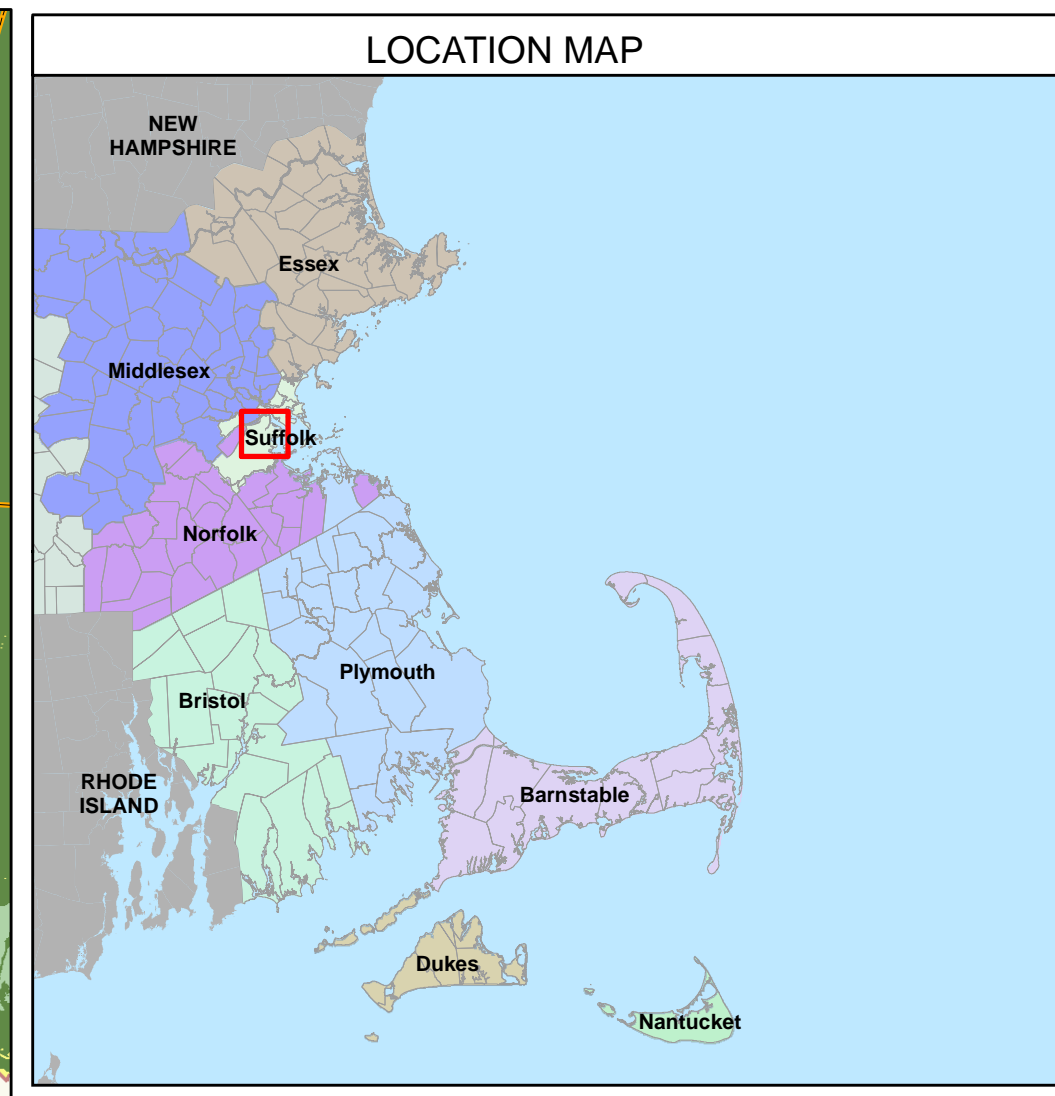 LOCATION MAP
NEW
HAMPSHIRE
Essex
Middlesex
Suffolk
Norfolk
Plymouth
Bristol
RHODE
ISLAND
Barnstable
Dukes
Nantucket